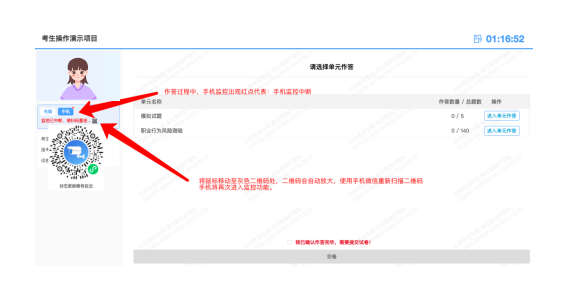 考生操作演示项目
01:16:52
请选择单元作答
作答过程中，手机监控出现红点代表：手机监控中断
电脑 手机
监控已中断，请扫码重连...
单元名称 作答数量 / 总题数 操作
模拟试题 0 / 5 进入单元作答
职业行为风险测验 0 / 140 进入单元作答
将鼠标移动至灰色二维码处，二维码会自动放大，使用手机微信重新扫描二维码
手机将再次进入监控功能。
状态更新略有延迟
我已确认作答完毕，需要提交试卷！
交卷